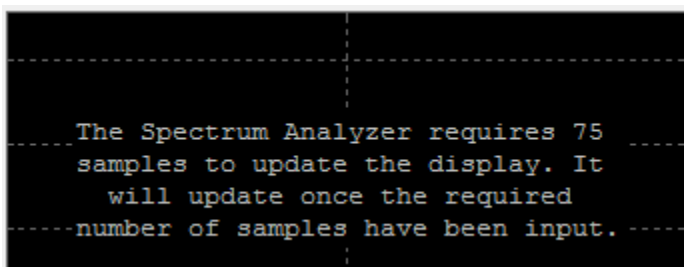 The Spectrum Analyzer requires 75
samples to update the display. It
will update once the required
number of samples have been input.